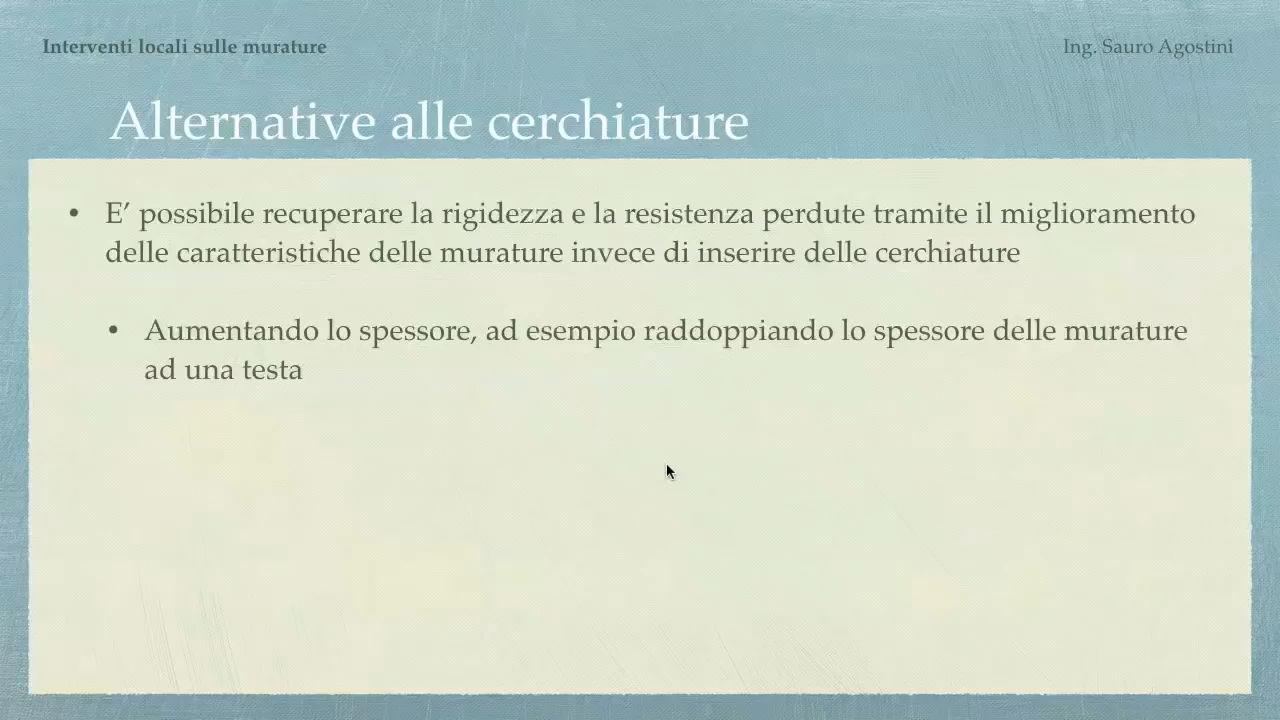 Interventi locali sulle murature
Ing. Sauro Agostini
Alternative alle cerchiature
• E’ possibile recuperare la rigidezza e la resistenza perdute tramite il miglioramento
delle caratteristiche delle murature invece di inserire delle cerchiature
• Aumentando lo spessore, ad esempio raddoppiando lo spessore delle murature
ad una testa